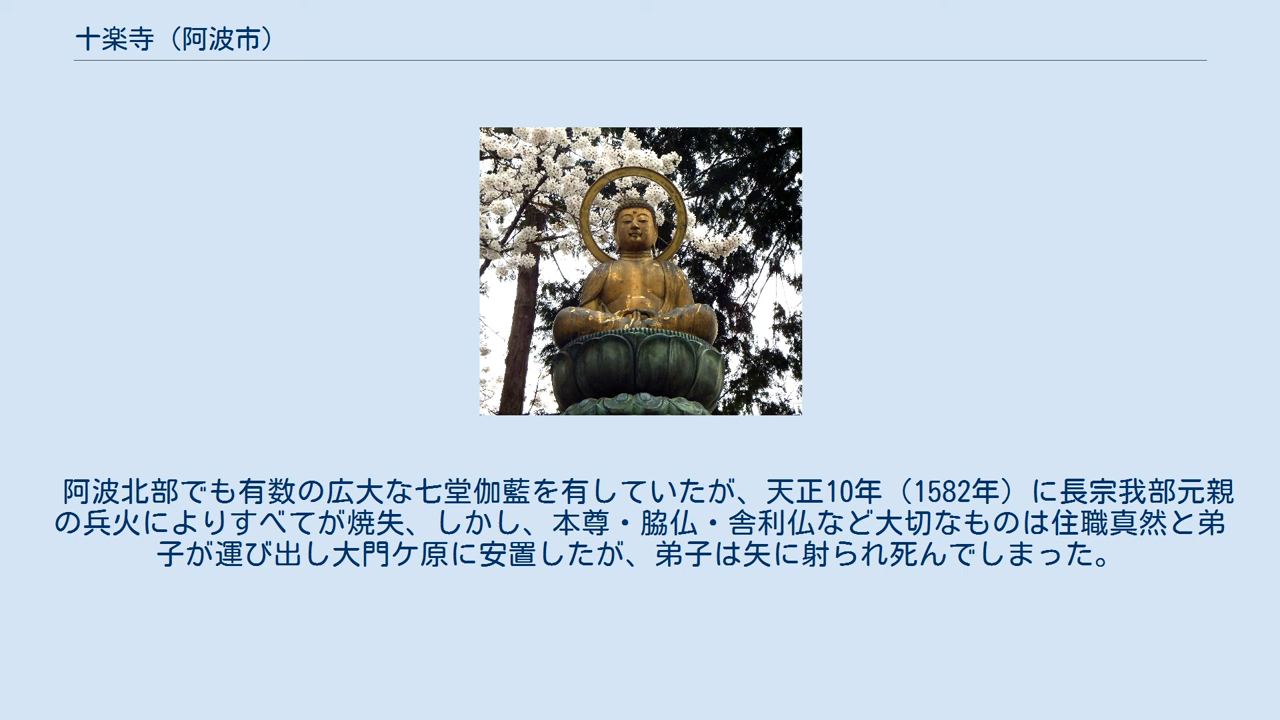 十楽寺（阿波市）
阿波北部でも有数の広大な七堂伽藍を有していたが、天正10年（1582年）に長宗我部元親
の兵火によりすべてが焼失、しかし、本尊・脇仏・舎利仏など大切なものは住職真然と弟
子が運び出し大門ケ原に安置したが、弟子は矢に射られ死んでしまった。